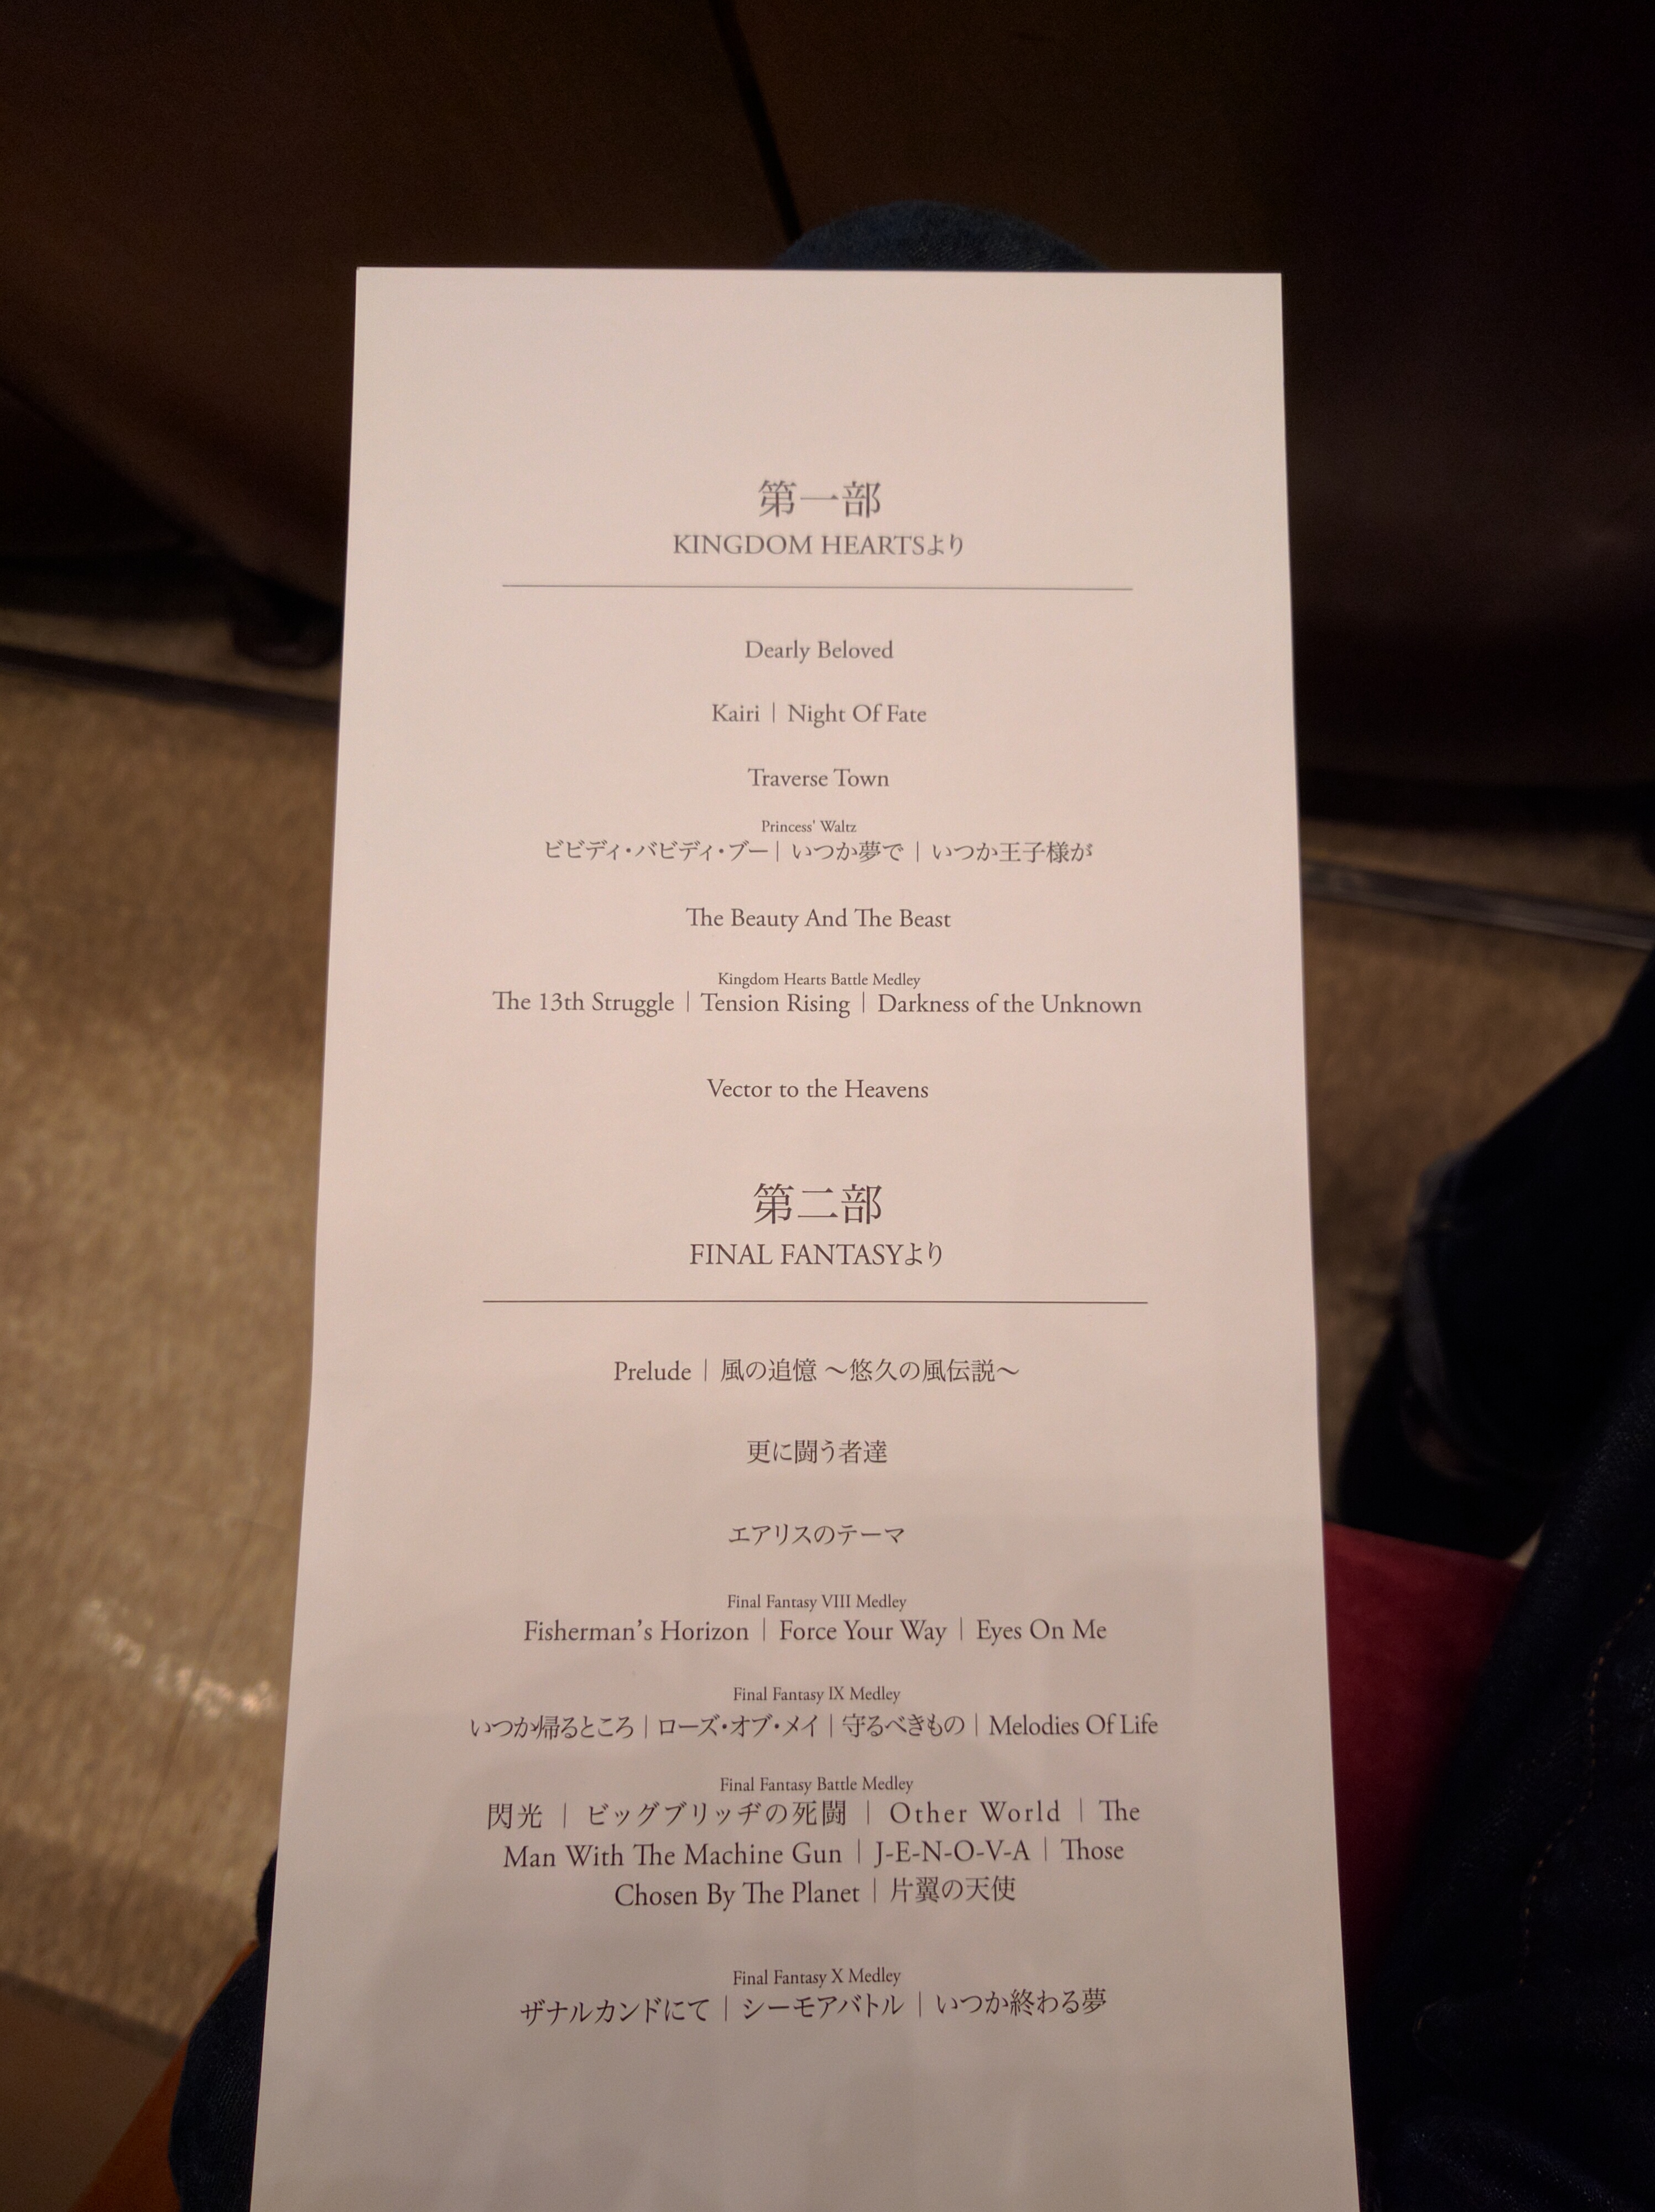 第一部
KINGDOM HEARTSより
Dearly Beloved
Kairi | Night Of Fate
Traverse Town
Princess' Waltz
ビビディ・バビディ・ブー | いつか夢で | いつか王子様が
The Beauty And The Beast
Kingdom Hearts Battle Medley
The 13th Struggle | Tension Rising | Darkness of the Unknown
Vector to the Heavens
第二部
FINAL FANTASYより
Prelude | 風の追憶 〜悠久の風伝説〜
更に闘う者達
エアリスのテーマ
Final Fantasy VIII Medley
Fisherman's Horizon | Force Your Way | Eyes On Me
Final Fantasy IX Medley
いつか帰るところ | ローズ・オブ・メイ | 守るべきもの | Melodies Of Life
Final Fantasy Battle Medley
閃光 | ビッグブリッヂの死闘 | Other World | The
Man With The Machine Gun | J-E-N-O-V-A | Those
Chosen By The Planet | 片翼の天使
Final Fantasy X Medley
ザナルカンドにて | シーモアバトル | いつか終わる夢